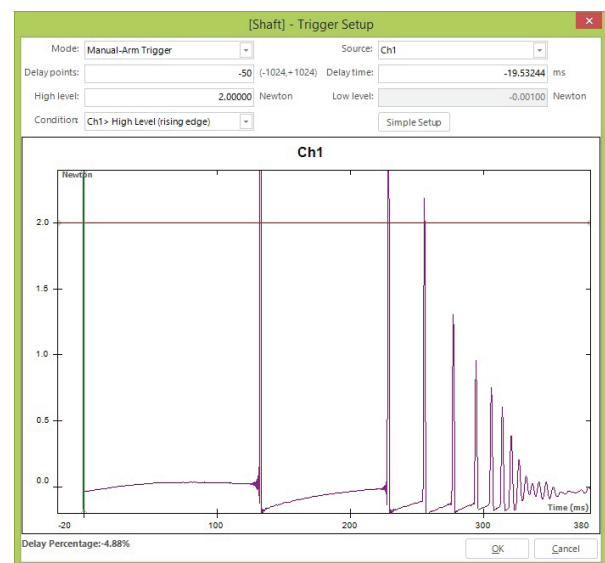 [Shaft] - Trigger Setup
Mode: Manual-Arm Trigger Source: Ch1
Delay points: -50 (-1024,+1024) Delay time: -19.53244 ms
High level: 2.00000 Newton Low level: -0.00100 Newton
Condition: Ch1> High Level (rising edge) Simple Setup
Ch1
Newton
2.0
1.5
1.0
0.5
0.0
Time (ms)
-20 100 200 300 380
Delay Percentage:-4.88%
OK Cancel